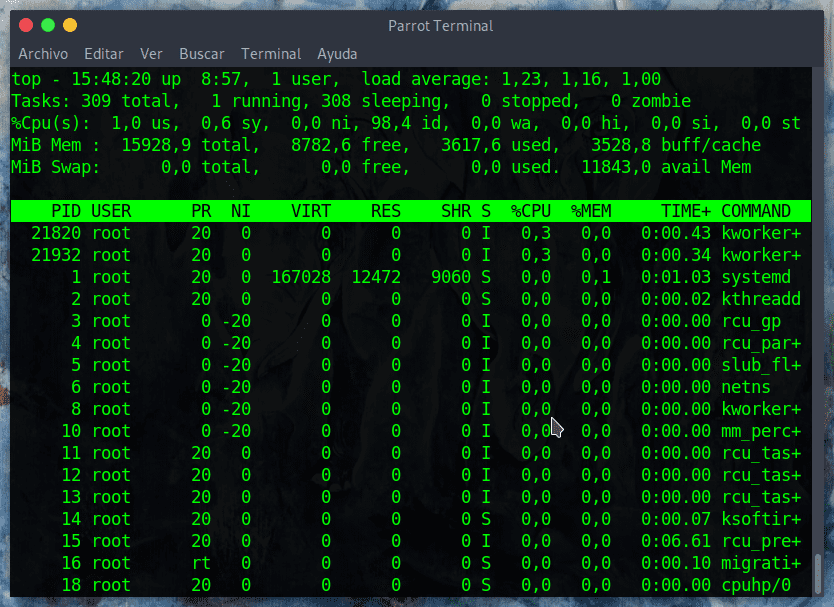 Parrot Terminal
Archivo Editar Ver Buscar Terminal Ayuda
top - 15:48:20 up  8:57,  1 user,  load average: 1,23, 1,16, 1,00
Tasks: 309 total,   1 running, 308 sleeping,   0 stopped,   0 zombie
%Cpu(s):  1,0 us,  0,6 sy,  0,0 ni, 98,4 id,  0,0 wa,  0,0 hi,  0,0 si,  0,0 st
MiB Mem :  15928,9 total,   8782,6 free,   3617,6 used,   3528,8 buff/cache
MiB Swap:      0,0 total,      0,0 free,      0,0 used.  11843,0 avail Mem
PID USER      PR  NI    VIRT    RES    SHR S  %CPU  %MEM     TIME+ COMMAND
21820 root      20   0       0      0      0 I   0,3   0,0   0:00.43 kworker+
21932 root      20   0       0      0      0 I   0,3   0,0   0:00.34 kworker+
1 root      20   0  167028  12472   9060 S   0,0   0,1   0:01.03 systemd
2 root      20   0       0      0      0 S   0,0   0,0   0:00.02 kthreadd
3 root       0 -20       0      0      0 I   0,0   0,0   0:00.00 rcu_gp
4 root       0 -20       0      0      0 I   0,0   0,0   0:00.00 rcu_par+
5 root       0 -20       0      0      0 I   0,0   0,0   0:00.00 slub_fl+
6 root       0 -20       0      0      0 I   0,0   0,0   0:00.00 netns
8 root       0 -20       0      0      0 I   0,0   0,0   0:00.00 kworker+
10 root       0 -20       0      0      0 I   0,0   0,0   0:00.00 mm_perc+
11 root      20   0       0      0      0 I   0,0   0,0   0:00.00 rcu_tas+
12 root      20   0       0      0      0 I   0,0   0,0   0:00.00 rcu_tas+
13 root      20   0       0      0      0 I   0,0   0,0   0:00.00 rcu_tas+
14 root      20   0       0      0      0 S   0,0   0,0   0:00.07 ksoftir+
15 root      20   0       0      0      0 I   0,0   0,0   0:06.61 rcu_pre+
16 root      rt   0       0      0      0 S   0,0   0,0   0:00.10 migrati+
18 root      20   0       0      0      0 S   0,0   0,0   0:00.00 cpuhp/0